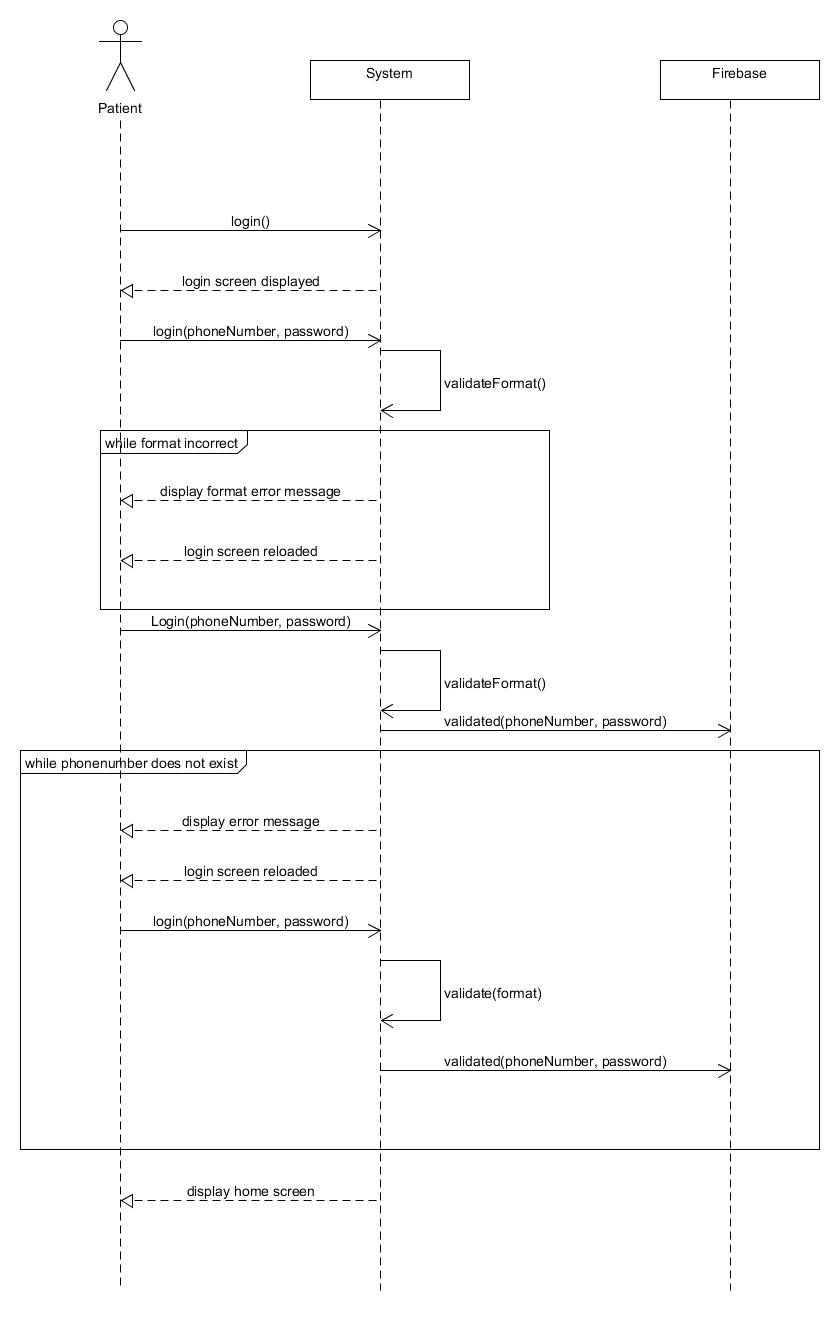 System
Firebase
Patient
login()
login screen displayed
login(phoneNumber, password)
validateFormat()
while format incorrect
display format error message
login screen reloaded
Login(phoneNumber, password)
validateFormat()
validated(phoneNumber, password)
while phonenumber does not exist
display error message
login screen reloaded
login(phoneNumber, password)
validate(format)
validated(phoneNumber, password)
display home screen